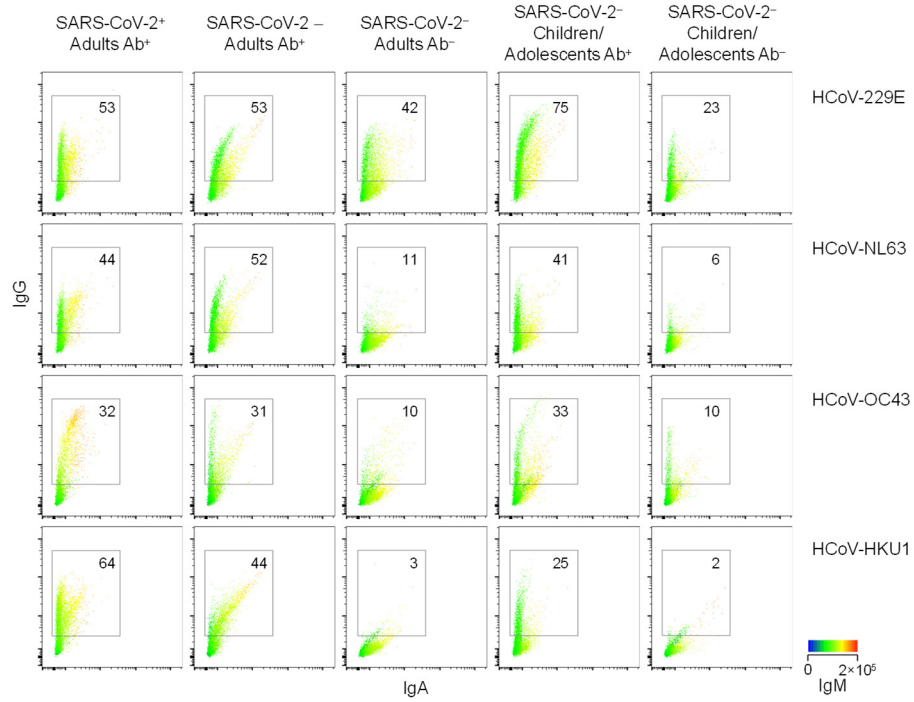 SARS-CoV-2⁺
Adults Ab⁺
SARS-CoV-2 –
Adults Ab⁺
SARS-CoV-2⁻
Adults Ab⁻
SARS-CoV-2⁻
Children/
Adolescents Ab⁺
SARS-CoV-2⁻
Children/
Adolescents Ab⁻
53
53
42
75
23
HCoV-229E
44
52
11
41
6
HCoV-NL63
IgG
32
31
10
33
10
HCoV-OC43
64
44
3
25
2
HCoV-HKU1
0
2×10⁵
IgM
IgA